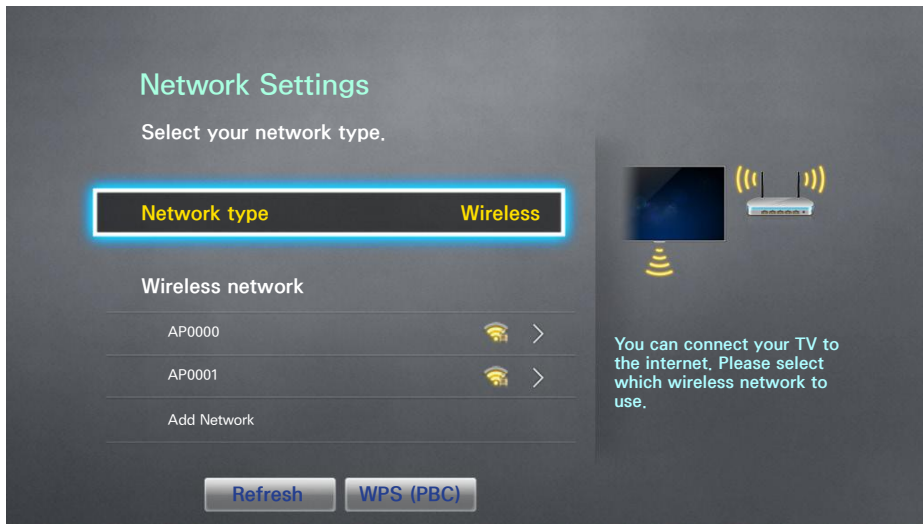 Network Settings
Select your network type.
Network type Wireless
Wireless network
AP0000
AP0001
Add Network
Refresh WPS (PBC)
You can connect your TV to
the internet. Please select
which wireless network to
use.